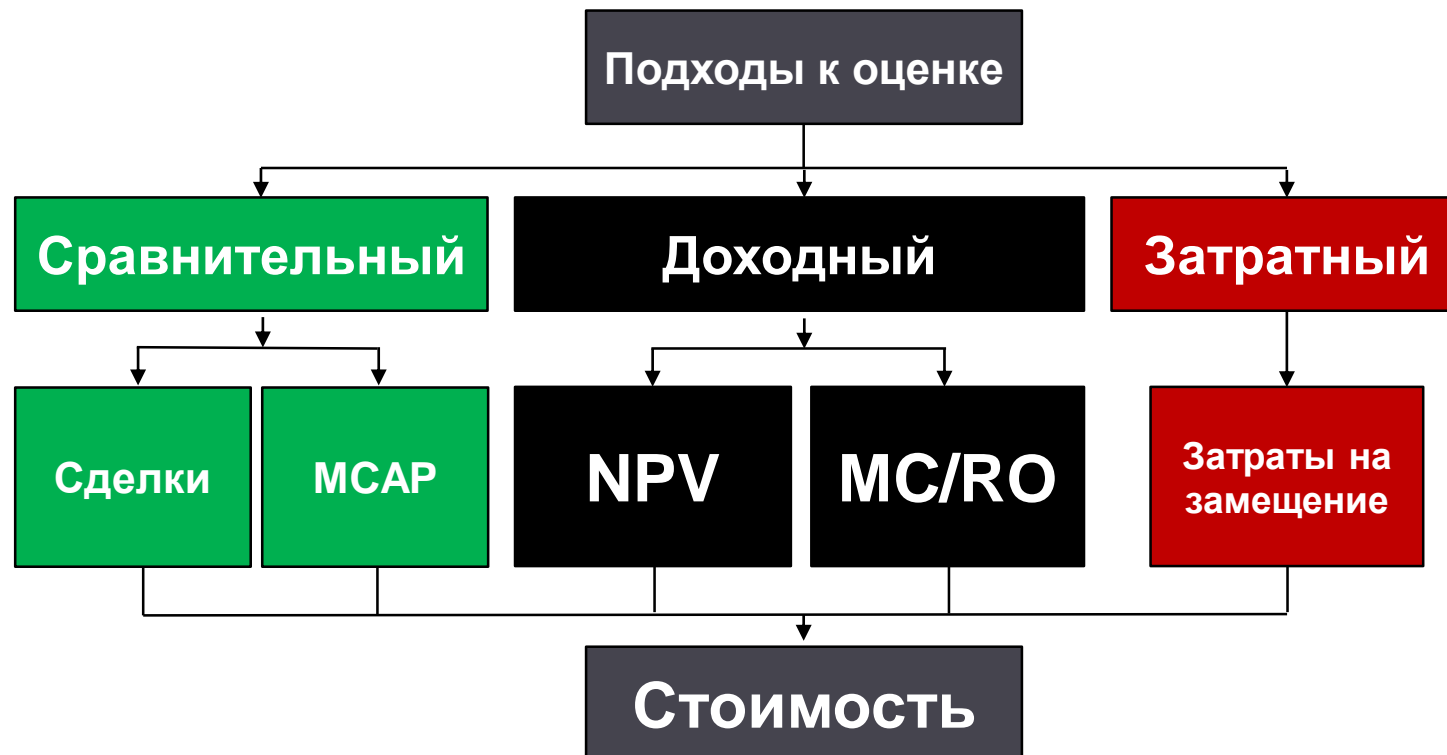 Подходы к оценке
Сравнительный
Доходный
Затратный
Сделки
MCAP
NPV
MC/RO
Затраты на
замещение
Стоимость